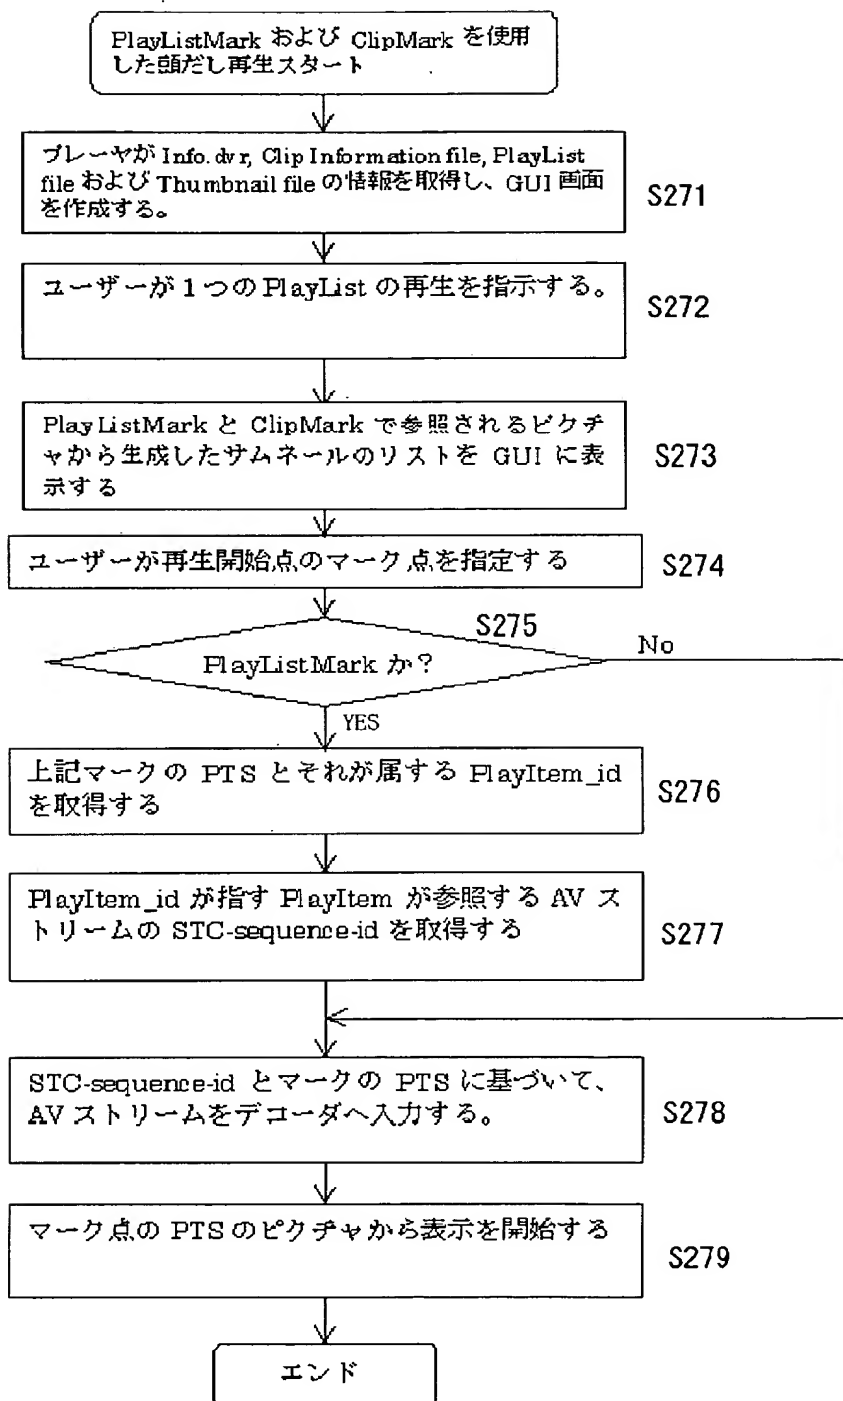 PlayListMark および ClipMark を使用
した頭だし再生スタート
プレーヤが Info.dvr, Clip Information file, PlayList
file および Thumbnail file の情報を取得し、GUI 画面
を作成する。
S271
ユーザーが 1 つの PlayList の再生を指示する。
S272
PlayListMark と ClipMark で参照されるピクチ
ャから生成したサムネールのリストを GUI に表
示する
S273
ユーザーが再生開始点のマーク点を指定する
S274
S275
PlayListMark か?
No
YES
上記マークの PTS とそれが属する PlayItem_id
を取得する
S276
PlayItem_id が指す PlayItem が参照する AV ス
トリームの STC-sequence-id を取得する
S277
STC-sequence-id とマークの PTS に基づいて、
AV ストリームをデコーダへ入力する。
S278
マーク点の PTS のピクチャから表示を開始する
S279
エンド